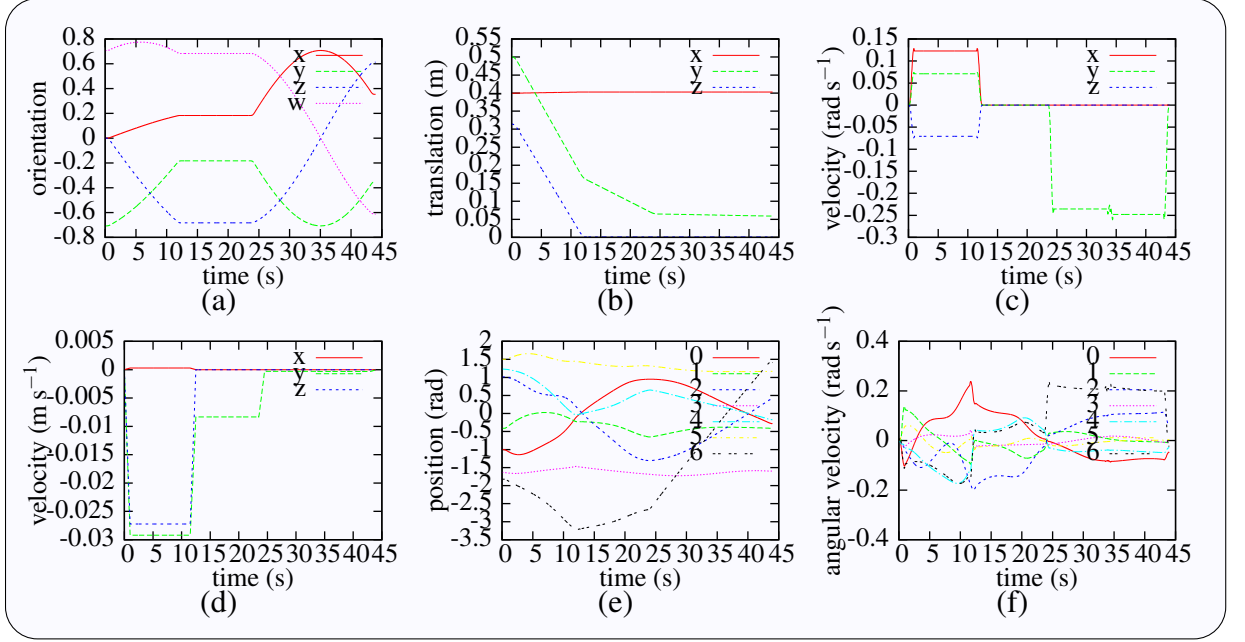 0.8
0.6
0.4
0.2
0
-0.2
-0.4
-0.6
-0.8
orientation
0 5 10 15 20 25 30 35 40 45
time (s)
x
y
z
w
(a)
0.55
0.5
0.45
0.4
0.35
0.3
0.25
0.2
0.15
0.1
0.05
0
translation (m)
0 5 10 15 20 25 30 35 40 45
time (s)
x
y
z
(b)
0.15
0.1
0.05
0
-0.05
-0.1
-0.15
-0.2
-0.25
-0.3
velocity (rad s⁻¹)
0 5 10 15 20 25 30 35 40 45
time (s)
x
y
z
(c)
0.005
0
-0.005
-0.01
-0.015
-0.02
-0.025
-0.03
velocity (m s⁻¹)
0 5 10 15 20 25 30 35 40 45
time (s)
x
y
z
(d)
2
1.5
1
0.5
0
-0.5
-1
-1.5
-2
-2.5
-3
-3.5
position (rad)
0 5 10 15 20 25 30 35 40 45
time (s)
0
1
2
3
4
5
6
(e)
0.4
0.2
0
-0.2
-0.4
angular velocity (rad s⁻¹)
0 5 10 15 20 25 30 35 40 45
time (s)
0
1
2
3
4
5
6
(f)